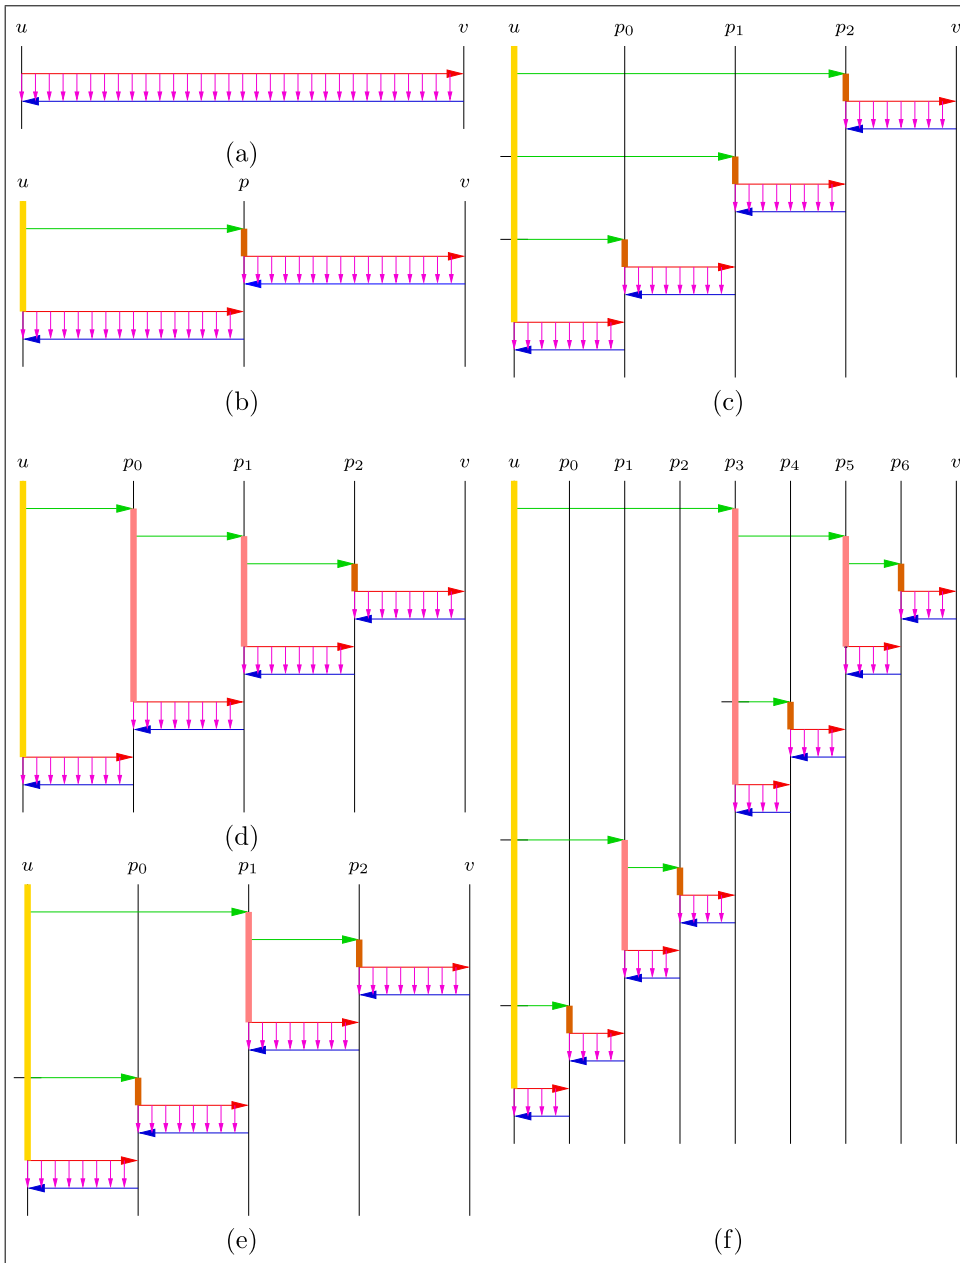 u v
(a)
u p v
(b)
u p₀ p₁ p₂ v
(c)
u p₀ p₁ p₂ v
(d)
u p₀ p₁ p₂ v
(e)
u p₀ p₁ p₂ p₃ p₄ p₅ p₆ v
(f)